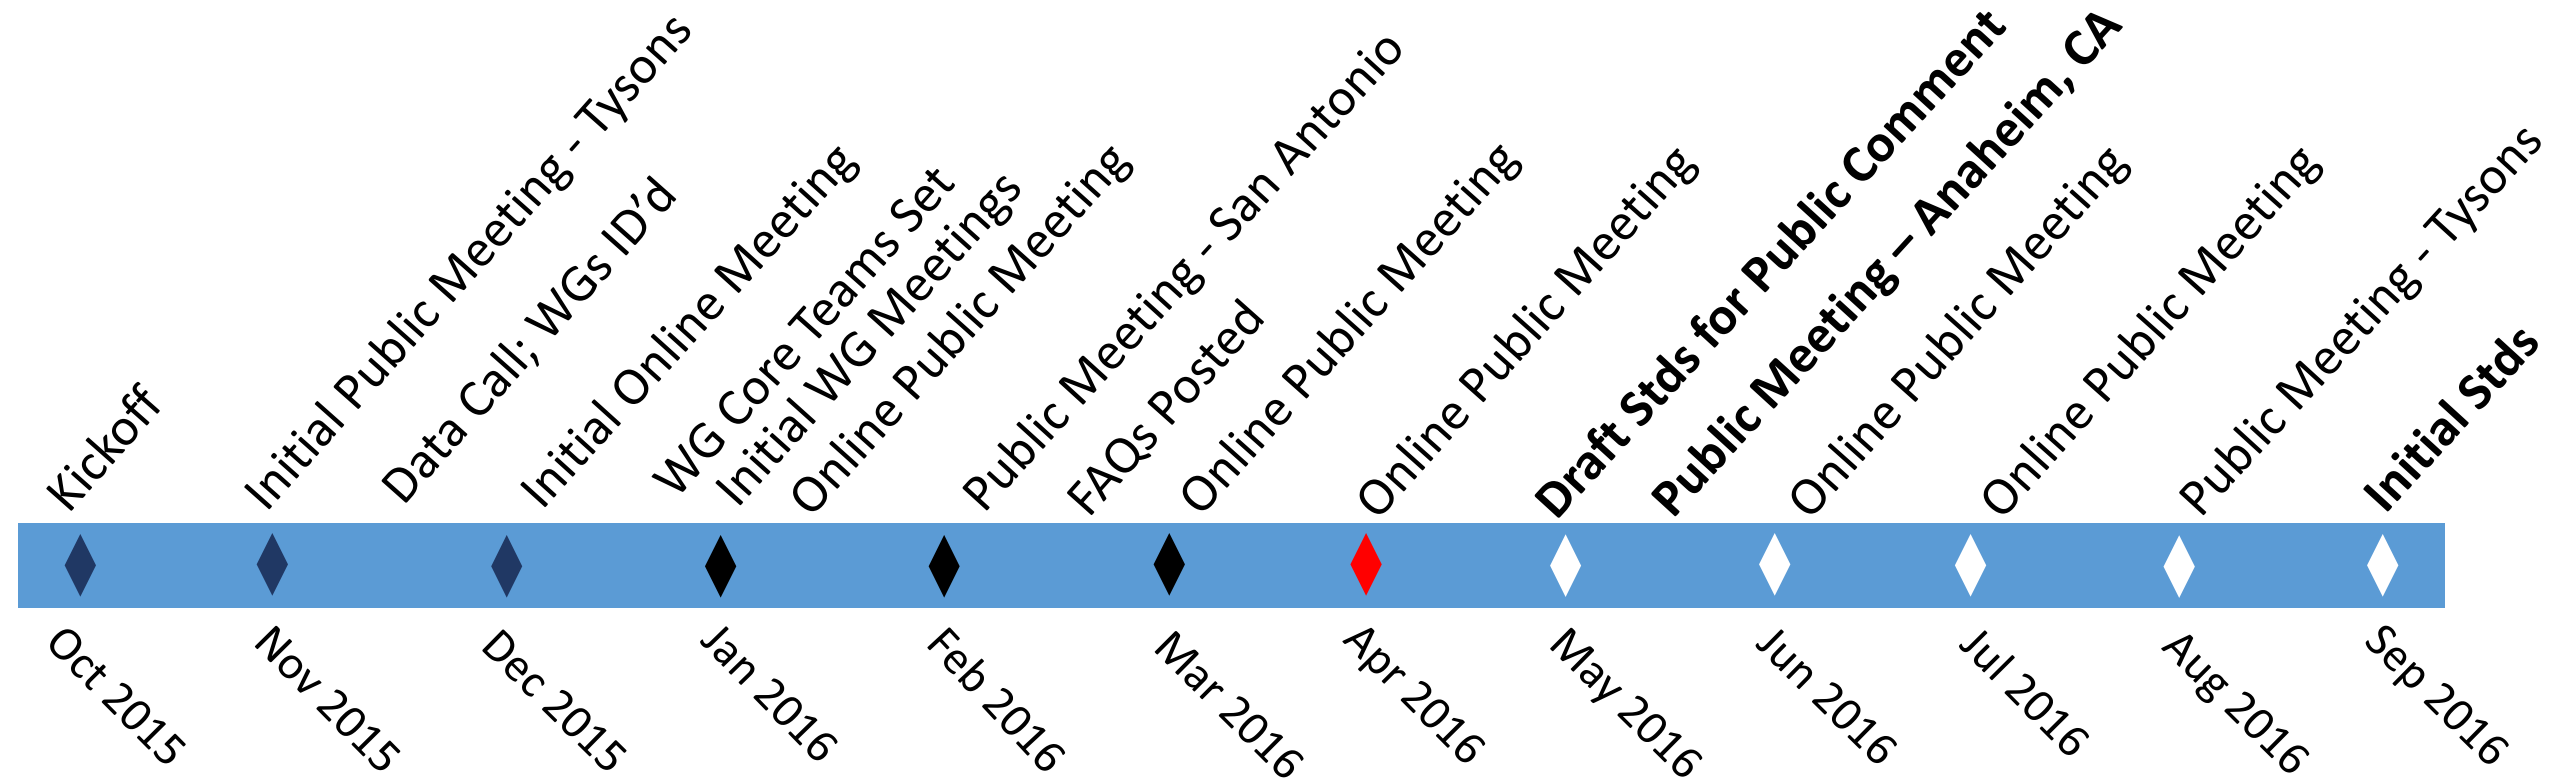 Kickoff
Initial Public Meeting - Tysons
Data Call; WGs ID’d
Initial Online Meeting
WG Core Teams Set
Initial WG Meetings
Online Public Meeting
Public Meeting - San Antonio
FAQs Posted
Online Public Meeting
Online Public Meeting
Draft Stds for Public Comment
Public Meeting – Anaheim, CA
Online Public Meeting
Online Public Meeting
Public Meeting - Tysons
Initial Stds
Oct 2015
Nov 2015
Dec 2015
Jan 2016
Feb 2016
Mar 2016
Apr 2016
May 2016
Jun 2016
Jul 2016
Aug 2016
Sep 2016